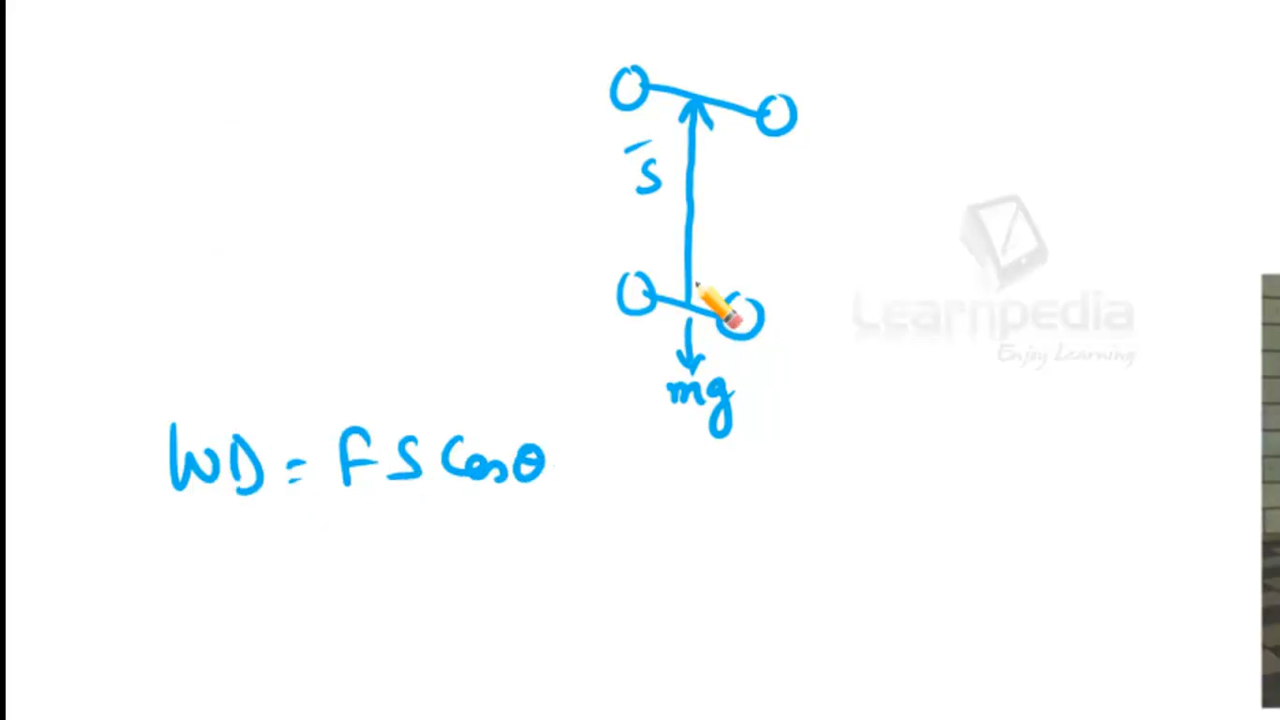 s̅
Learnpedia
Enjoy Learning
mg
WD = FS Cosθ